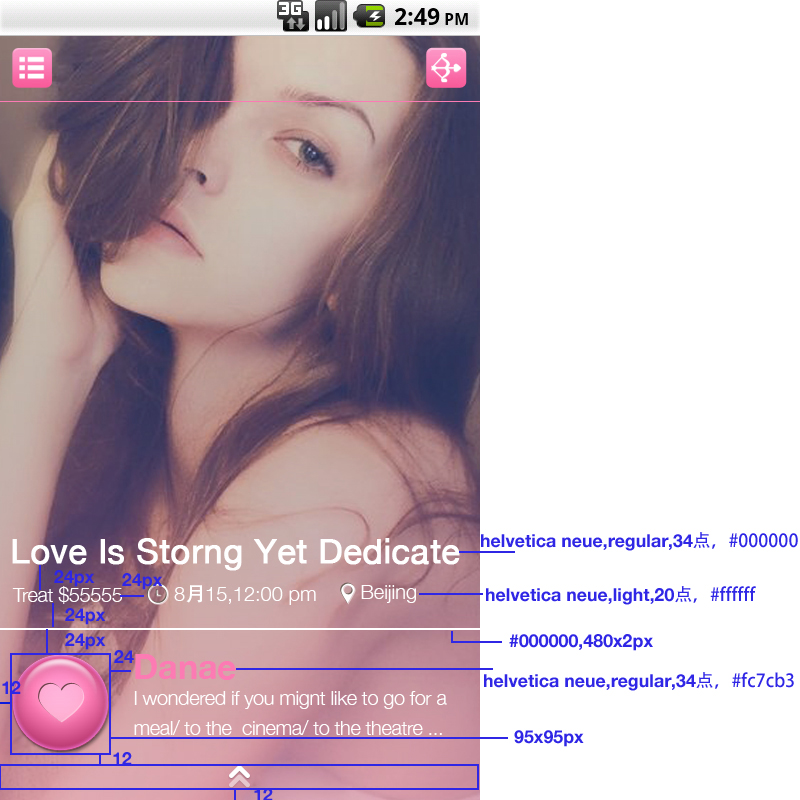 3G 2:49 PM
Love Is Storng Yet Dedicate
helvetica neue,regular,34点，#000000
24px
24px
Treat $55555
8月15,12:00 pm
Beijing
helvetica neue,light,20点，#ffffff
24px
24px
#000000,480x2px
24
Danae
helvetica neue,regular,34点，#fc7cb3
12
I wondered if you mignt like to go for a
meal/ to the cinema/ to the theatre ...
95x95px
12
12